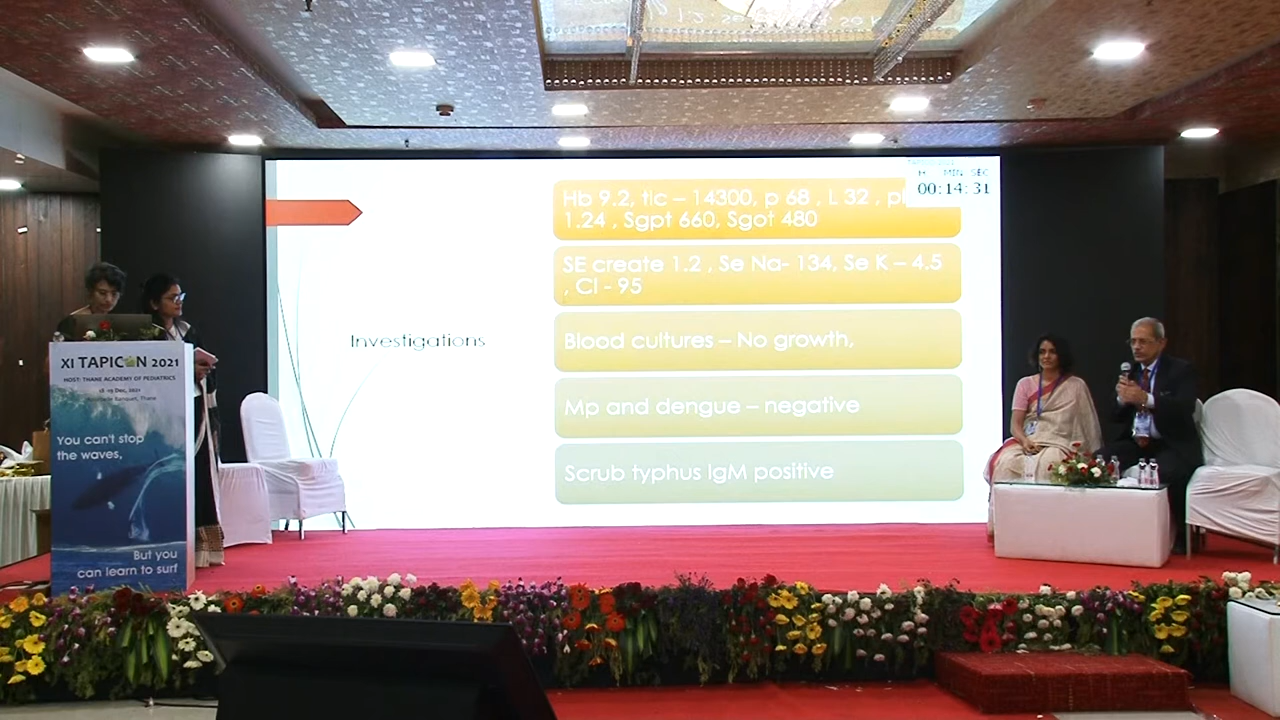 H MIN SEC
00:14:31
Hb 9.2, tlc – 14300, p 68 , L 32 ,
1.24 , Sgpt 660, Sgot 480
SE create 1.2 , Se Na- 134, Se K – 4.5
, Cl - 95
Investigations
Blood cultures – No growth,
Mp and dengue – negative
Scrub typhus IgM positive
XI TAPICON 2021
HOST: THANE ACADEMY OF PEDIATRICS
Banquet, Thane
You can't stop
the waves,
But you
can learn to surf